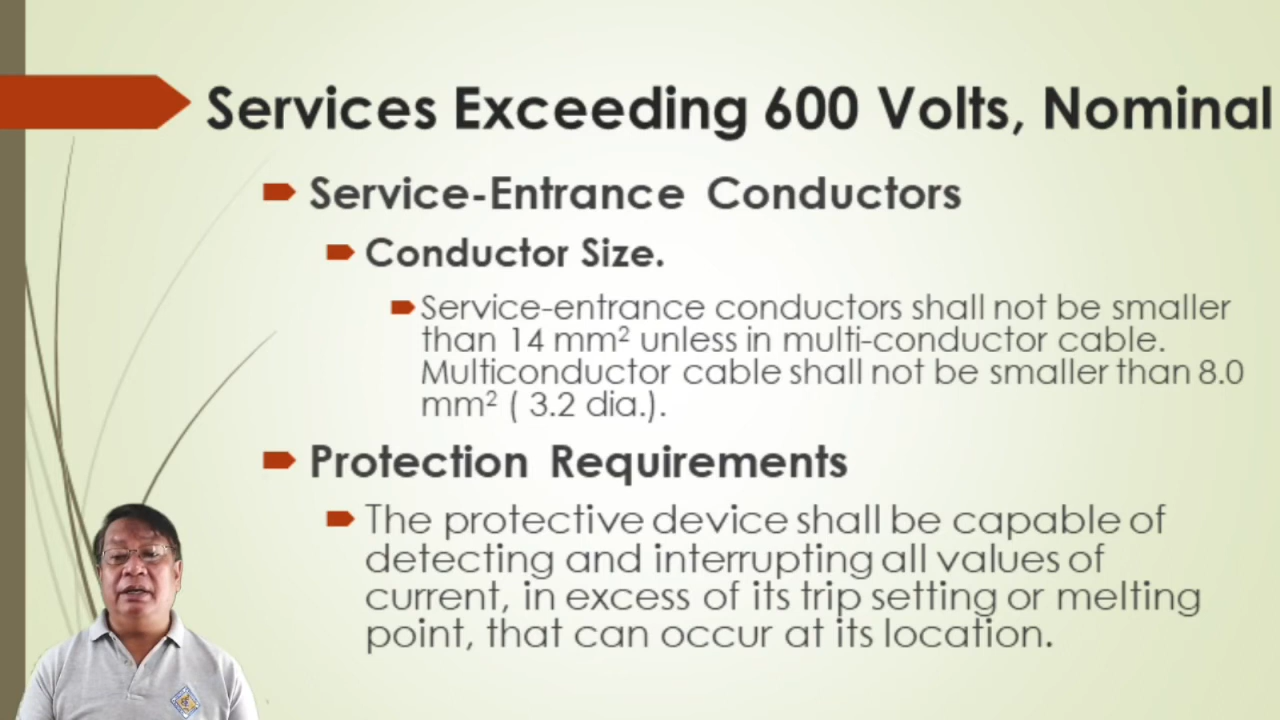 Services Exceeding 600 Volts, Nominal
Service-Entrance Conductors
Conductor Size.
Service-entrance conductors shall not be smaller
than 14 mm² unless in multi-conductor cable.
Multiconductor cable shall not be smaller than 8.0
mm² ( 3.2 dia.).
Protection Requirements
The protective device shall be capable of
detecting and interrupting all values of
current, in excess of its trip setting or melting
point, that can occur at its location.